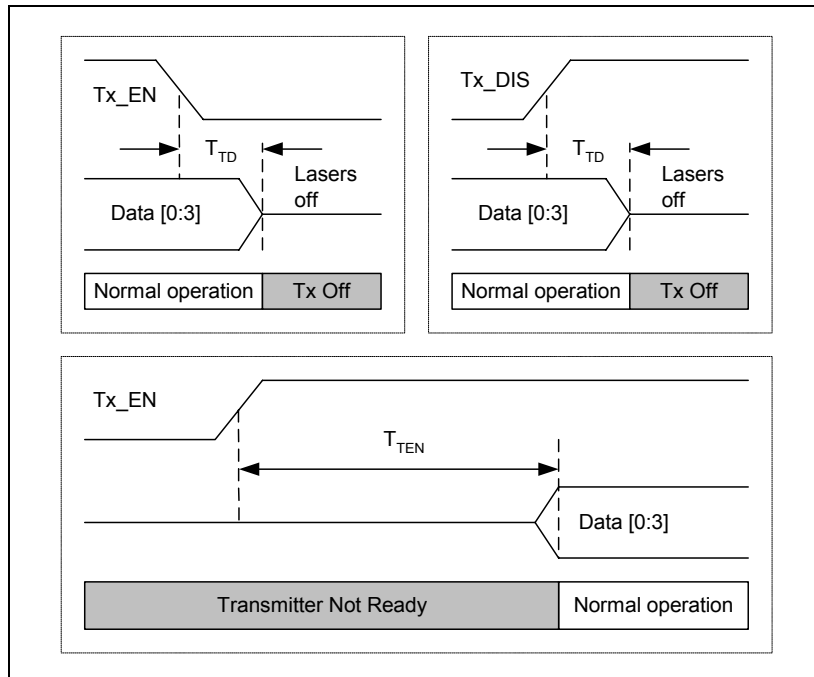 Tx_EN
T_TD
Lasers
off
Data [0:3]
Normal operation
Tx Off
Tx_DIS
T_TD
Lasers
off
Data [0:3]
Normal operation
Tx Off
Tx_EN
T_TEN
Data [0:3]
Transmitter Not Ready
Normal operation